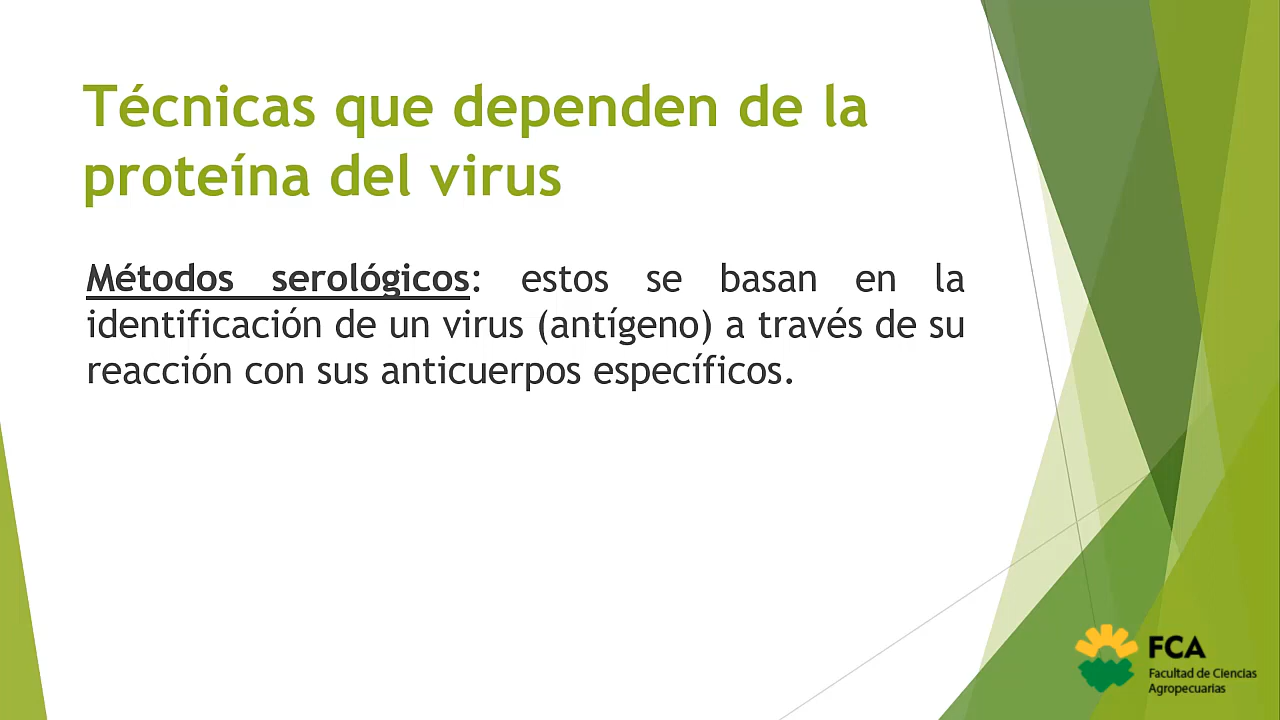 Técnicas que dependen de la
proteína del virus
Métodos serológicos: estos se basan en la
identificación de un virus (antígeno) a través de su
reacción con sus anticuerpos específicos.
FCA
Facultad de Ciencias
Agropecuarias